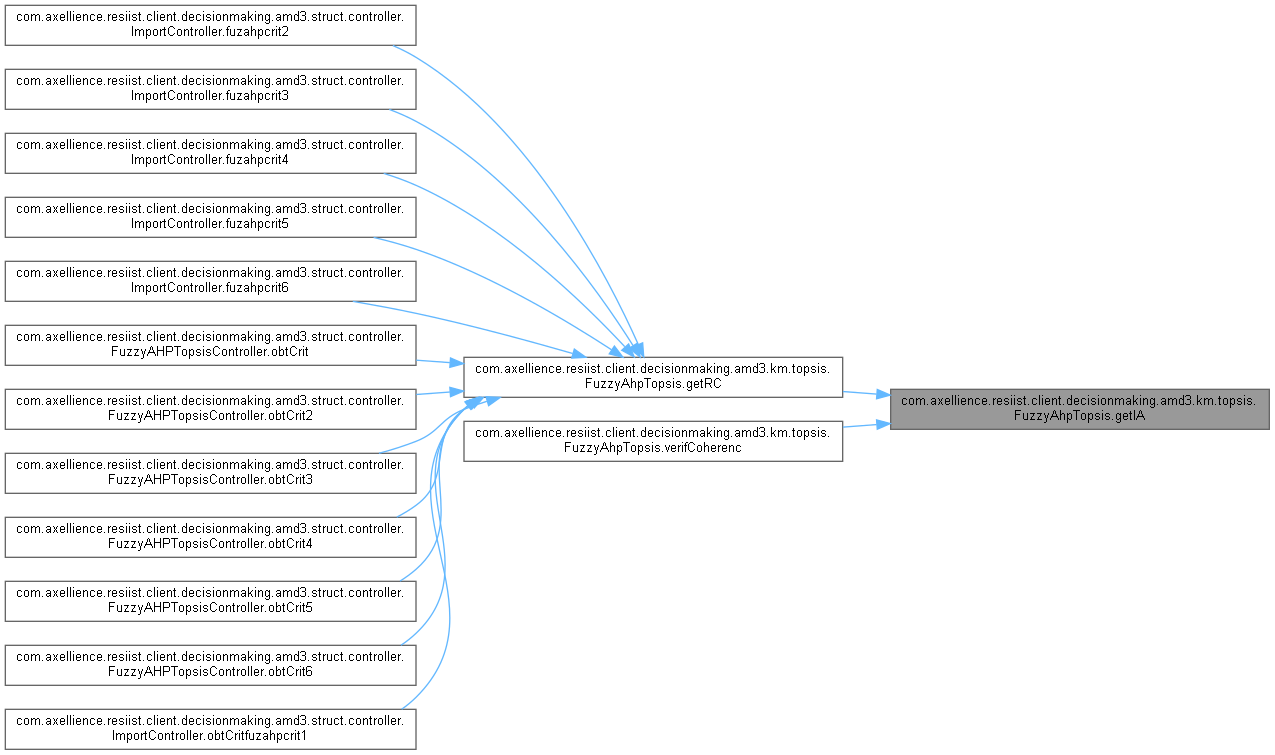 com.axellience.resiist.client.decisionmaking.amd3.struct.controller.
ImportController.fuzahpcrit2
com.axellience.resiist.client.decisionmaking.amd3.struct.controller.
ImportController.fuzahpcrit3
com.axellience.resiist.client.decisionmaking.amd3.struct.controller.
ImportController.fuzahpcrit4
com.axellience.resiist.client.decisionmaking.amd3.struct.controller.
ImportController.fuzahpcrit5
com.axellience.resiist.client.decisionmaking.amd3.struct.controller.
ImportController.fuzahpcrit6
com.axellience.resiist.client.decisionmaking.amd3.struct.controller.
FuzzyAHPTopsisController.obtCrit
com.axellience.resiist.client.decisionmaking.amd3.struct.controller.
FuzzyAHPTopsisController.obtCrit2
com.axellience.resiist.client.decisionmaking.amd3.struct.controller.
FuzzyAHPTopsisController.obtCrit3
com.axellience.resiist.client.decisionmaking.amd3.struct.controller.
FuzzyAHPTopsisController.obtCrit4
com.axellience.resiist.client.decisionmaking.amd3.struct.controller.
FuzzyAHPTopsisController.obtCrit5
com.axellience.resiist.client.decisionmaking.amd3.struct.controller.
FuzzyAHPTopsisController.obtCrit6
com.axellience.resiist.client.decisionmaking.amd3.struct.controller.
ImportController.obtCritfuzahpcrit1
com.axellience.resiist.client.decisionmaking.amd3.km.topsis.
FuzzyAhpTopsis.getRC
com.axellience.resiist.client.decisionmaking.amd3.km.topsis.
FuzzyAhpTopsis.verifCoherenc
com.axellience.resiist.client.decisionmaking.amd3.km.topsis.
FuzzyAhpTopsis.getIA